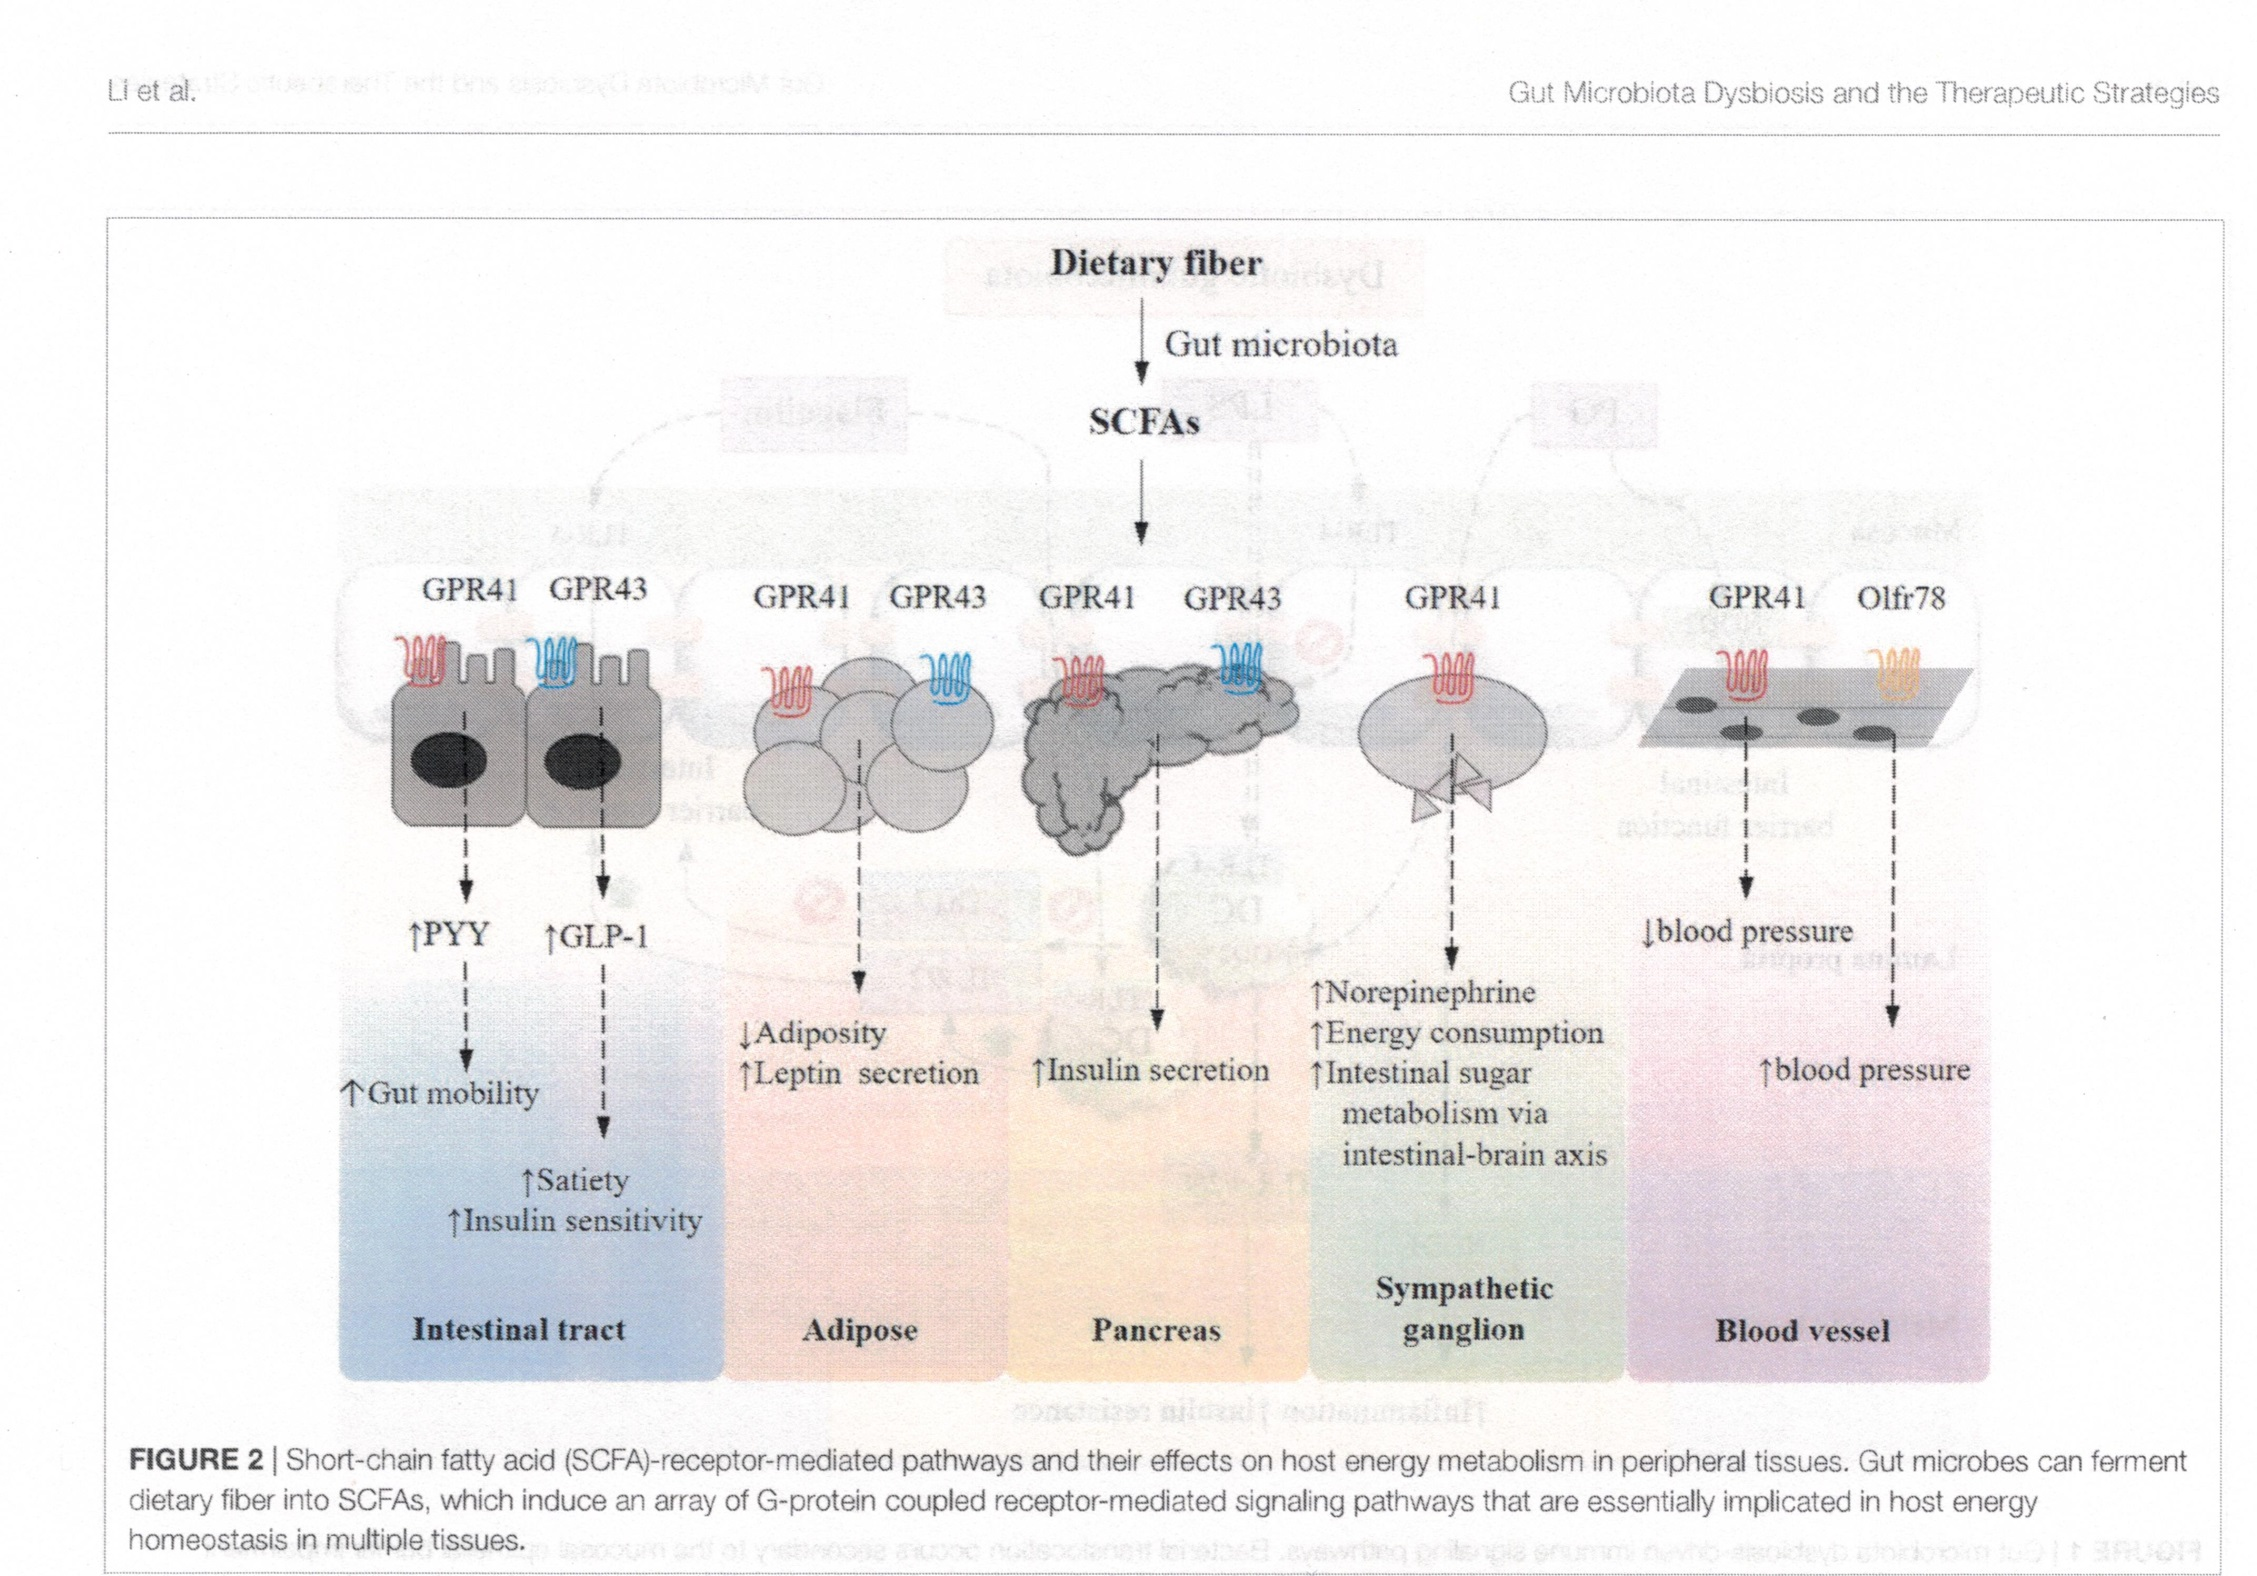 Li et al.
Gut Microbiota Dysbiosis and the Therapeutic Strategies
Dietary fiber
Gut microbiota
SCFAs
GPR41 GPR43
GPR41 GPR43
GPR41 GPR43
GPR41
GPR41 Olfr78
↑PYY ↑GLP-1
↑Gut mobility
↑Satiety
↑Insulin sensitivity
Intestinal tract
↓Adiposity
↑Leptin secretion
Adipose
↑Insulin secretion
Pancreas
↑Norepinephrine
↑Energy consumption
↑Intestinal sugar
metabolism via
intestinal-brain axis
Sympathetic
ganglion
↓blood pressure
↑blood pressure
Blood vessel
FIGURE 2 | Short-chain fatty acid (SCFA)-receptor-mediated pathways and their effects on host energy metabolism in peripheral tissues. Gut microbes can ferment
dietary fiber into SCFAs, which induce an array of G-protein coupled receptor-mediated signaling pathways that are essentially implicated in host energy
homeostasis in multiple tissues.